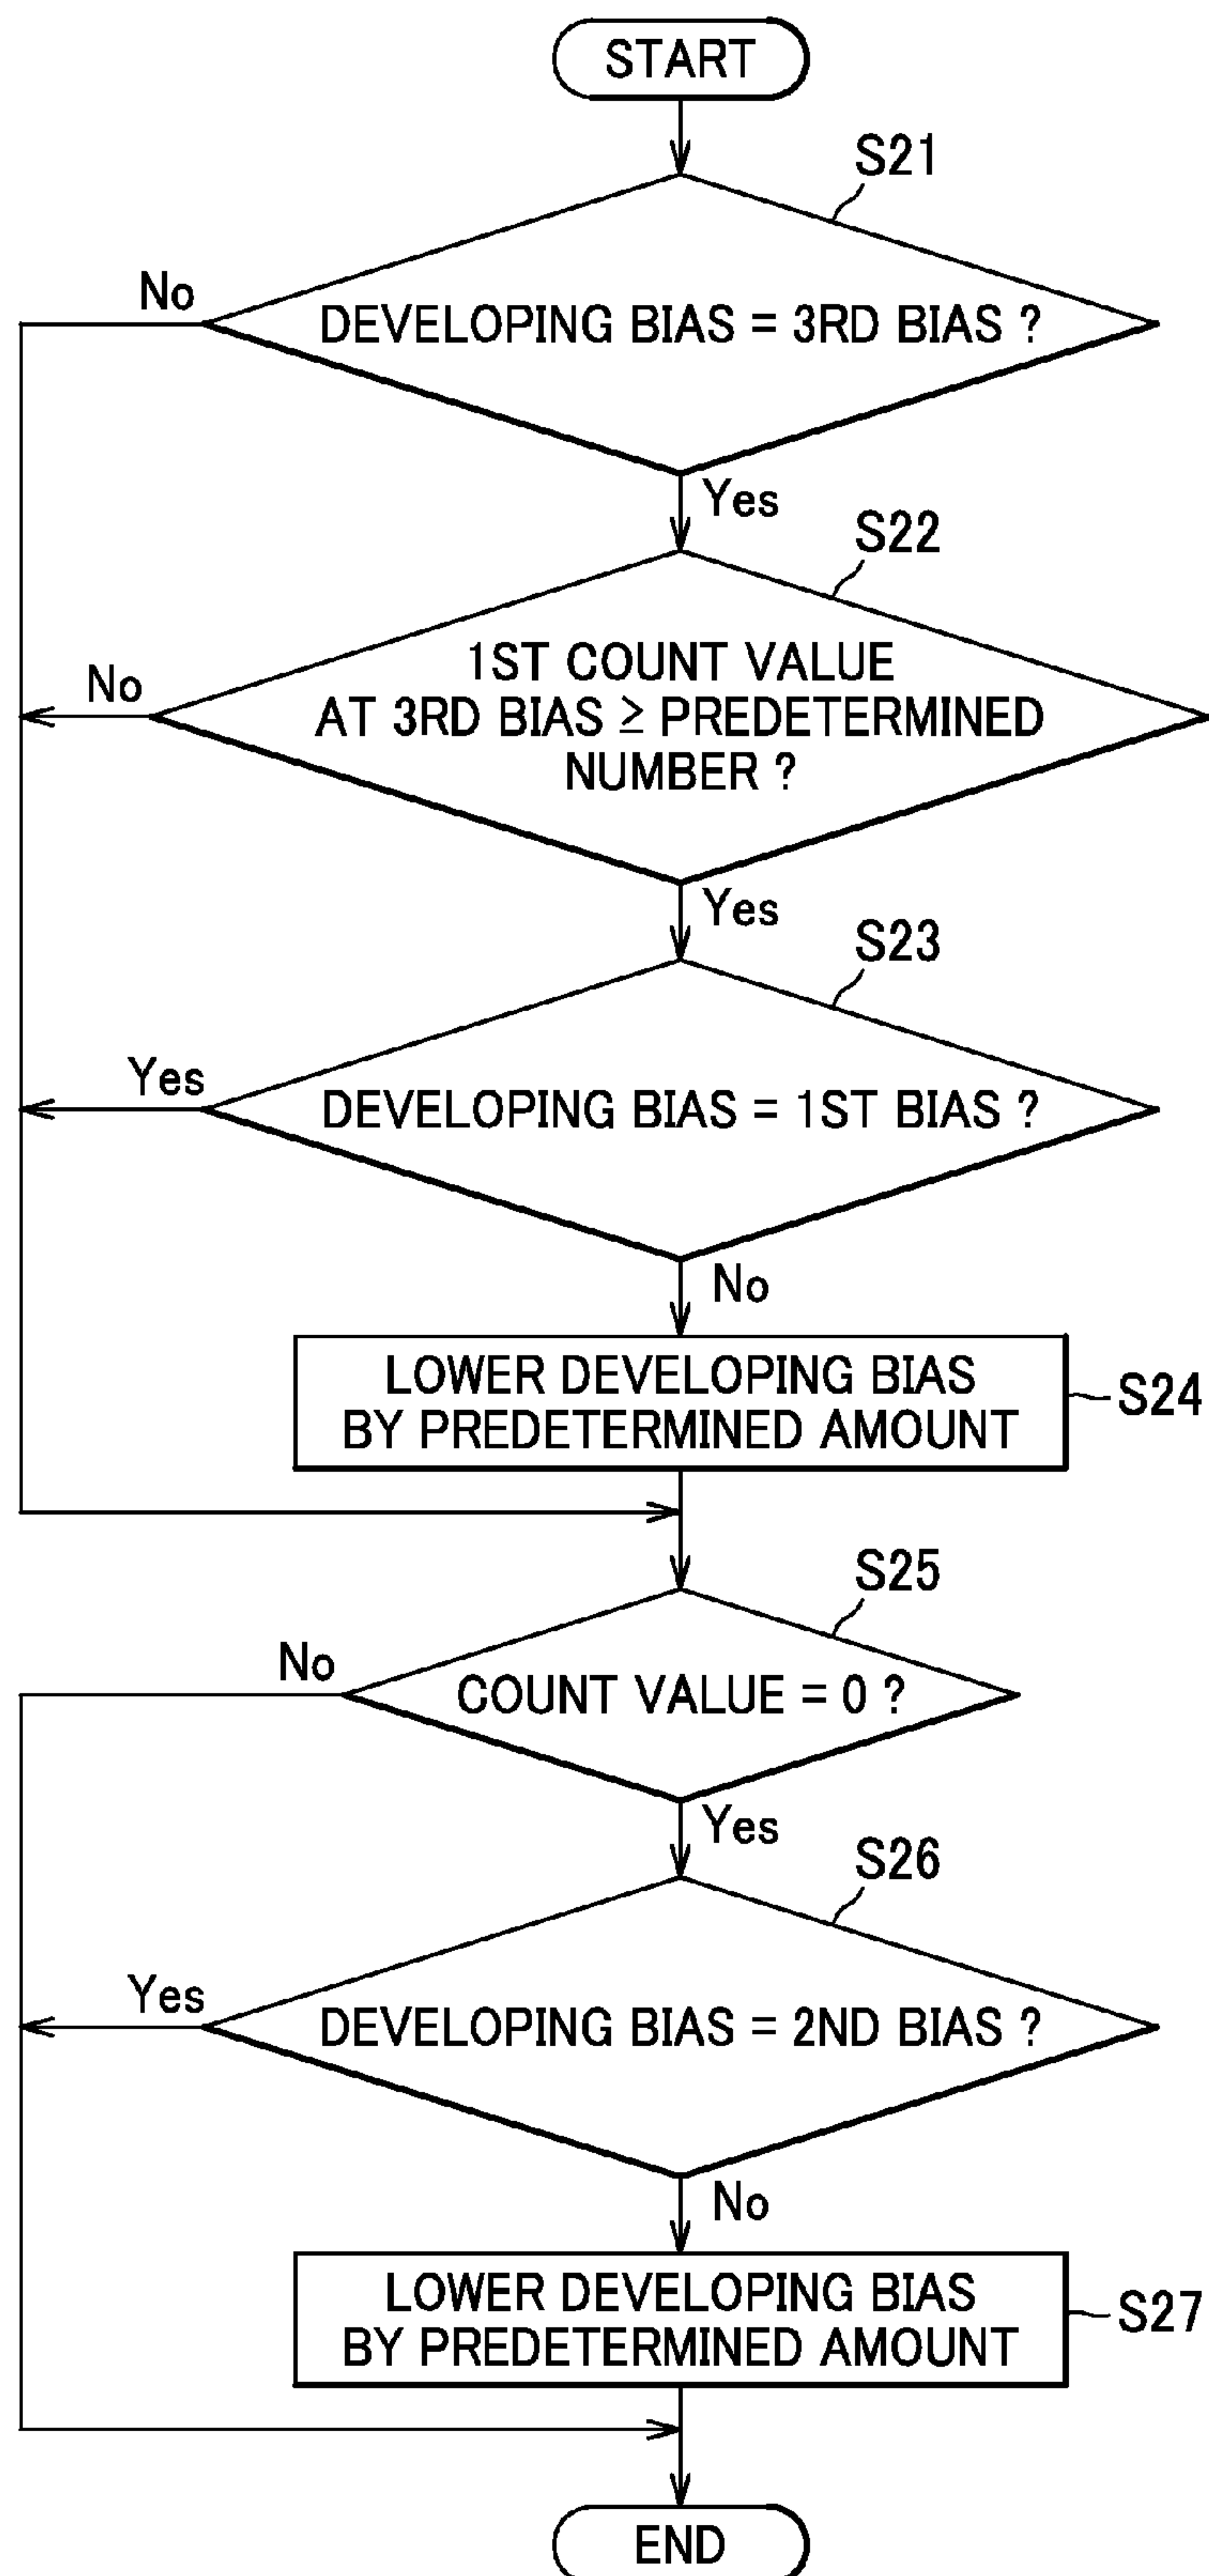 START
S21
No
DEVELOPING BIAS = 3RD BIAS ?
Yes
S22
No
1ST COUNT VALUE
AT 3RD BIAS ≥ PREDETERMINED
NUMBER ?
Yes
S23
Yes
DEVELOPING BIAS = 1ST BIAS ?
No
LOWER DEVELOPING BIAS
BY PREDETERMINED AMOUNT
S24
S25
No
COUNT VALUE = 0 ?
Yes
S26
Yes
DEVELOPING BIAS = 2ND BIAS ?
No
LOWER DEVELOPING BIAS
BY PREDETERMINED AMOUNT
S27
END